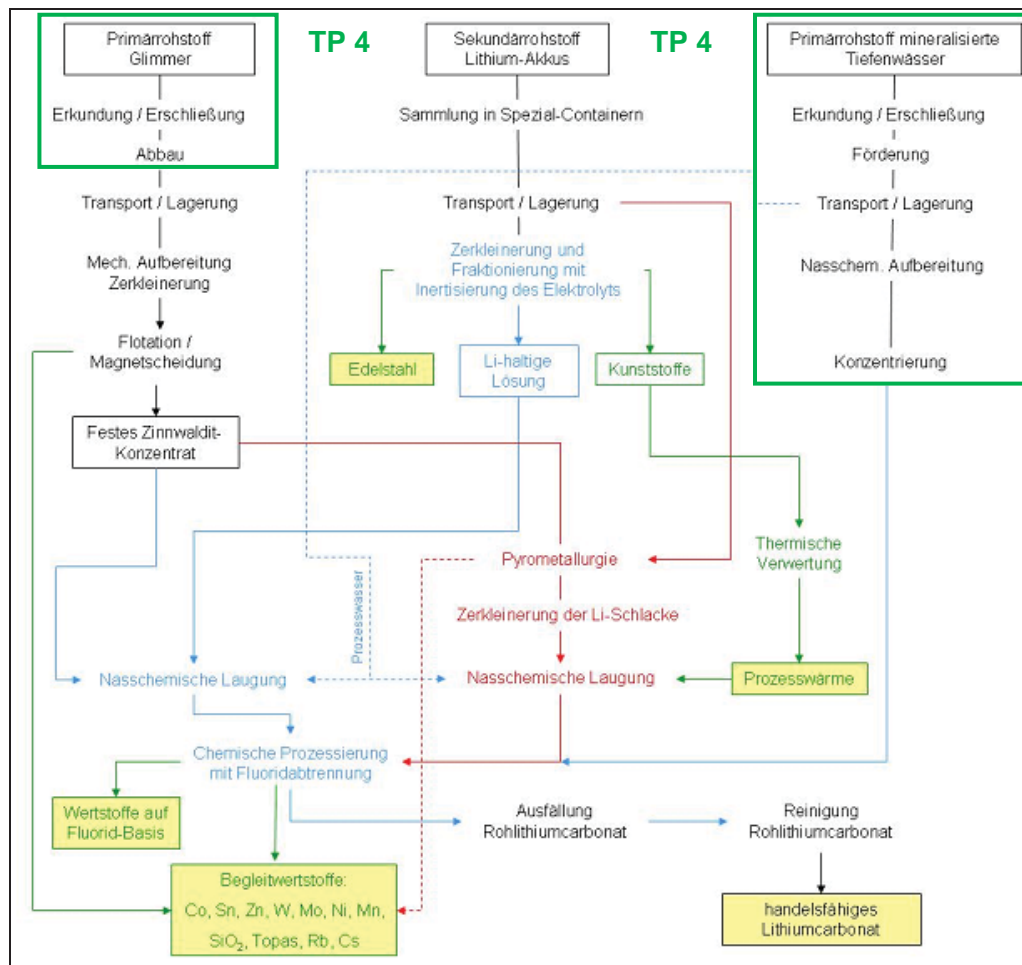 Primärrohstoff
Glimmer
TP 4
Sekundärrohstoff
Lithium-Akkus
TP 4
Primärrohstoff mineralisierte
Tiefenwässer
Erkundung / Erschließung
Sammlung in Spezial-Containern
Erkundung / Erschließung
Abbau
Förderung
Transport / Lagerung
Transport / Lagerung
Transport / Lagerung
Mech. Aufbereitung
Zerkleinerung
Zerkleinerung und
Fraktionierung mit
Inertisierung des Elektrolyts
Nasschem. Aufbereitung
Flotation /
Magnetscheidung
Edelstahl
Li-haltige
Lösung
Kunststoffe
Konzentrierung
Festes Zinnwaldit-
Konzentrat
Pyrometallurgie
Thermische
Verwertung
Prozesswasser
Zerkleinerung der Li-Schlacke
Nasschemische Laugung
Nasschemische Laugung
Prozesswärme
Chemische Prozessierung
mit Fluoridabtrennung
Wertstoffe auf
Fluorid-Basis
Ausfällung
Rohlithiumcarbonat
Reinigung
Rohlithiumcarbonat
Begleitwertstoffe:
Co, Sn, Zn, W, Mo, Ni, Mn,
SiO₂, Topas, Rb, Cs
handelsfähiges
Lithiumcarbonat